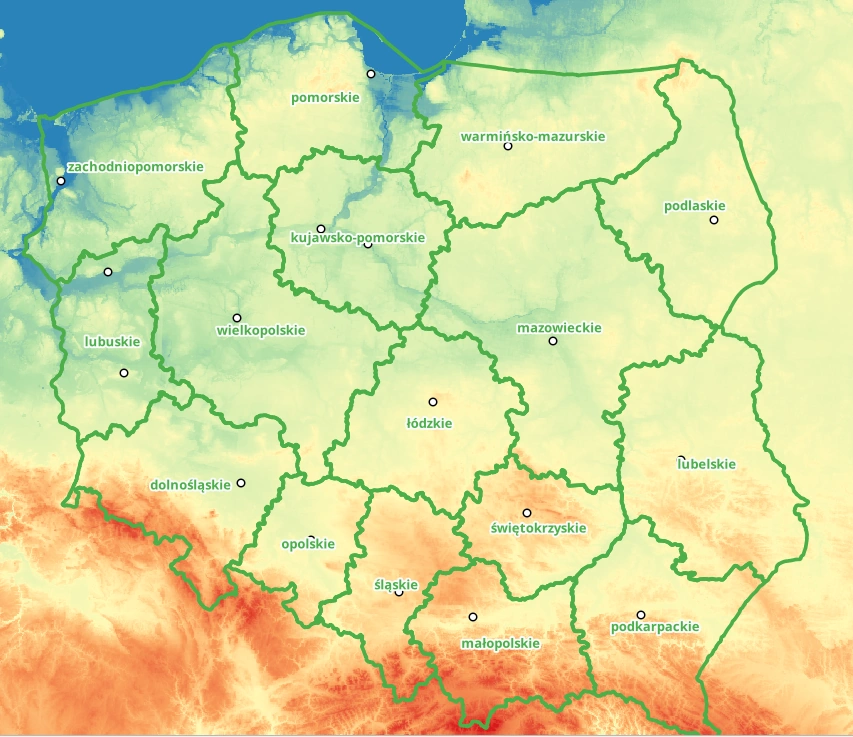 pomorskie
warmińsko-mazurskie
zachodniopomorskie
podlaskie
kujawsko-pomorskie
mazowieckie
wielkopolskie
lubuskie
łódzkie
lubelskie
dolnośląskie
świętokrzyskie
opolskie
śląskie
podkarpackie
małopolskie